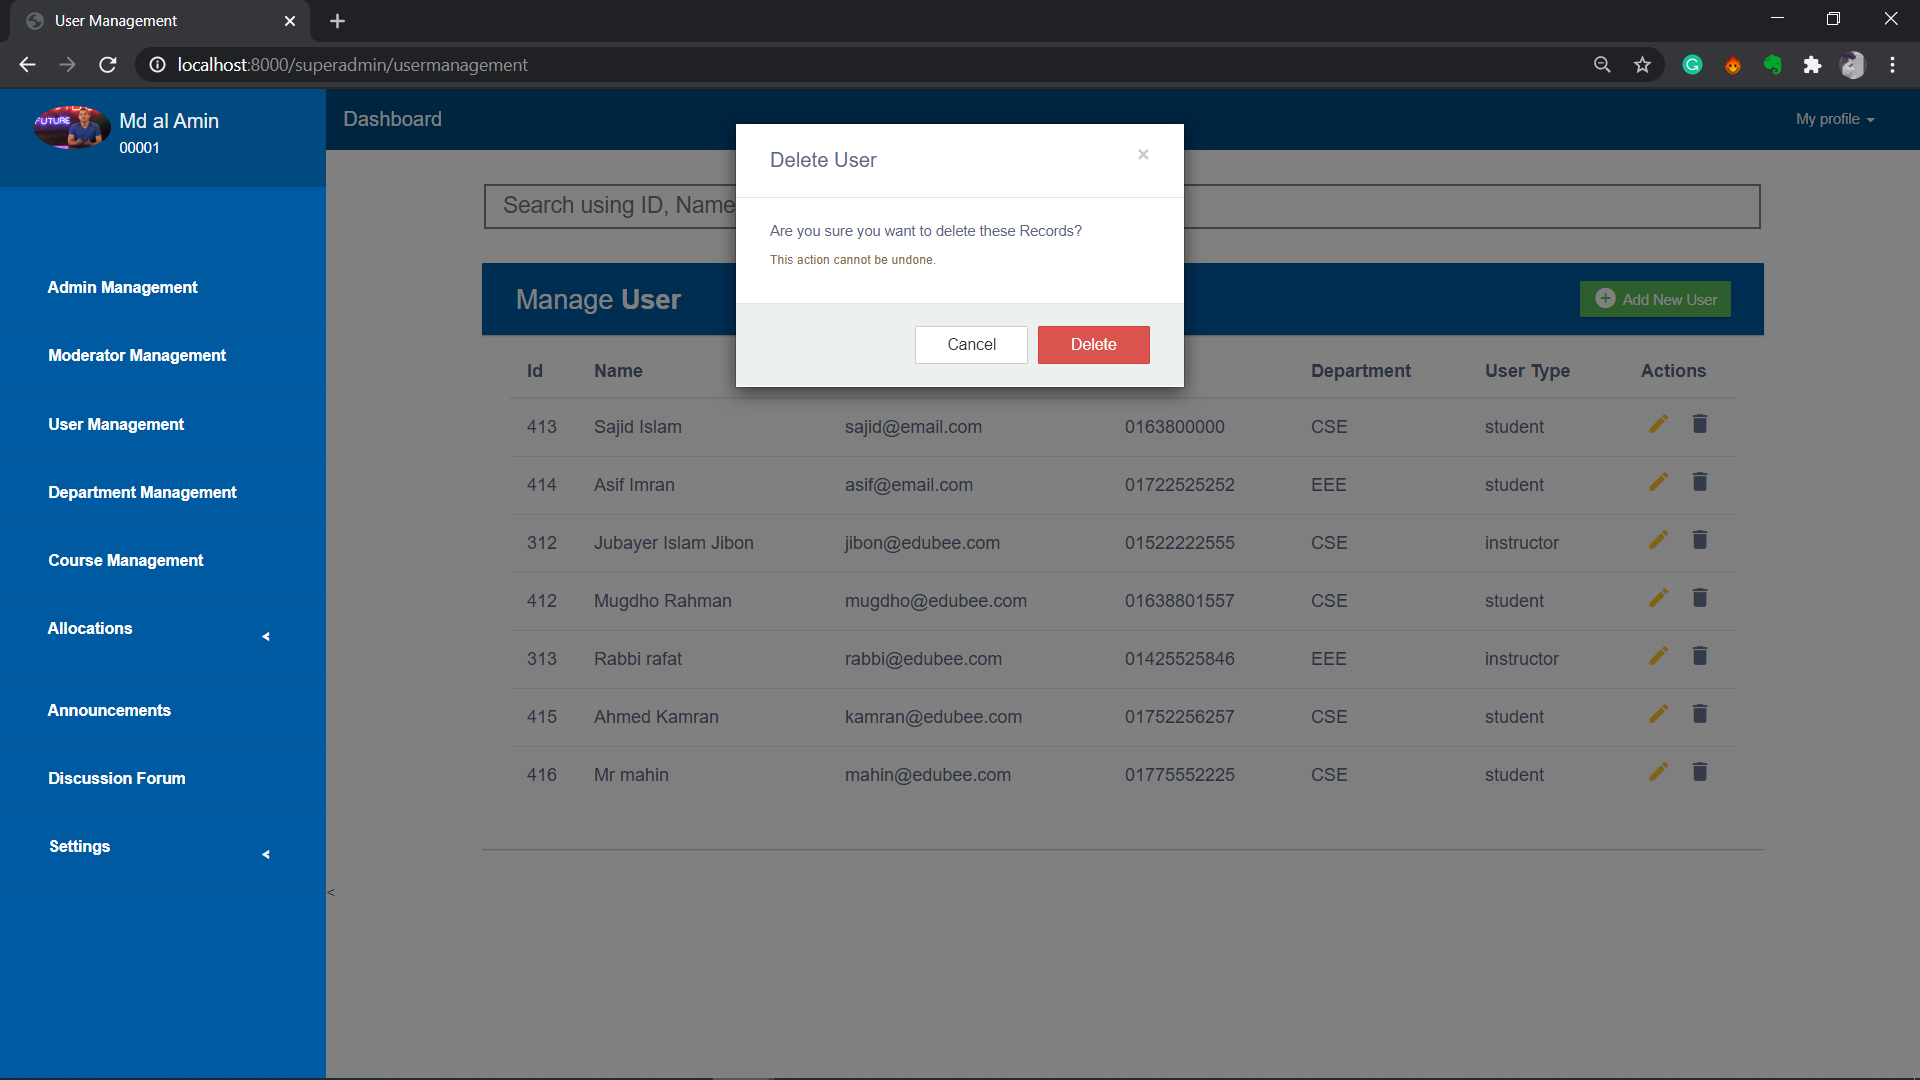 User Management
localhost:8000/superadmin/usermanagement
FUTURE
Md al Amin
00001
Dashboard
My profile
Delete User
×
Search using ID, Name
Are you sure you want to delete these Records?
This action cannot be undone.
Cancel
Delete
Manage User
Add New User
Admin Management
Moderator Management
User Management
Department Management
Course Management
Allocations <
Announcements
Discussion Forum
Settings <
<
Id Name Department User Type Actions
413 Sajid Islam sajid@email.com 0163800000 CSE student
414 Asif Imran asif@email.com 01722525252 EEE student
312 Jubayer Islam Jibon jibon@edubee.com 01522222555 CSE instructor
412 Mugdho Rahman mugdho@edubee.com 01638801557 CSE student
313 Rabbi rafat rabbi@edubee.com 01425525846 EEE instructor
415 Ahmed Kamran kamran@edubee.com 01752256257 CSE student
416 Mr mahin mahin@edubee.com 01775552225 CSE student